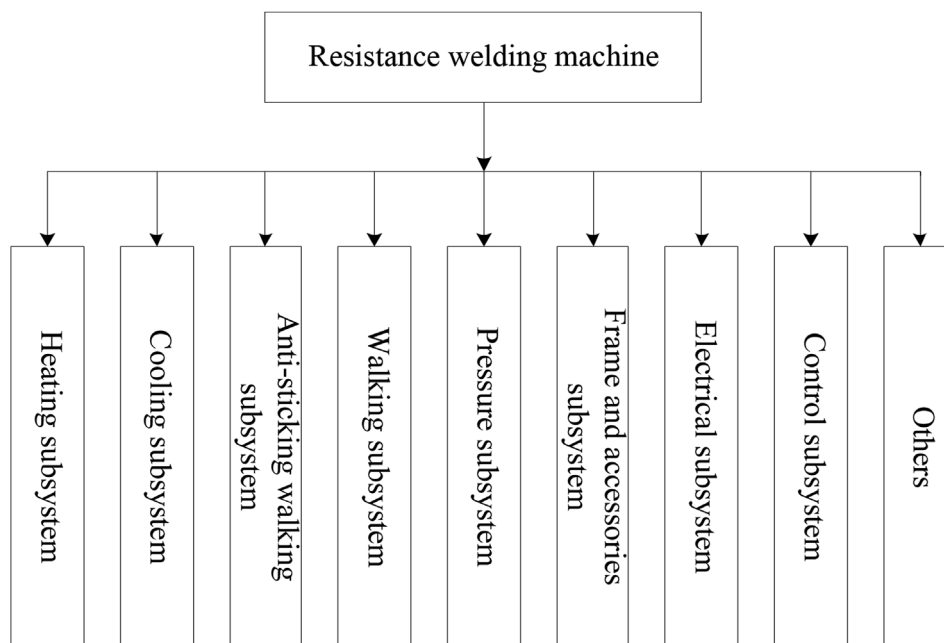 Resistance welding machine
Heating subsystem
Cooling subsystem
Anti-sticking walking
subsystem
Walking subsystem
Pressure subsystem
Frame and accessories
subsystem
Electrical subsystem
Control subsystem
Others